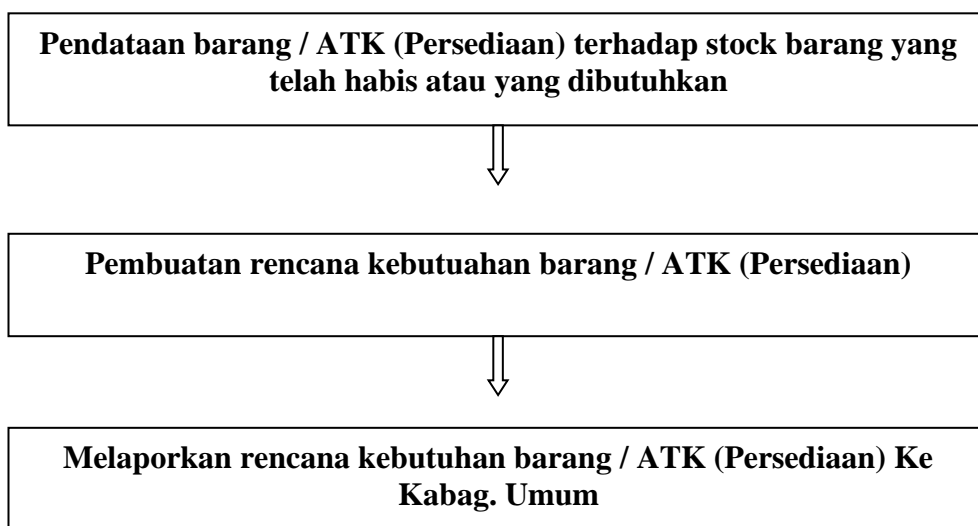 Pendataan barang / ATK (Persediaan) terhadap stock barang yang
telah habis atau yang dibutuhkan
Pembuatan rencana kebutuahan barang / ATK (Persediaan)
Melaporkan rencana kebutuhan barang / ATK (Persediaan) Ke
Kabag. Umum